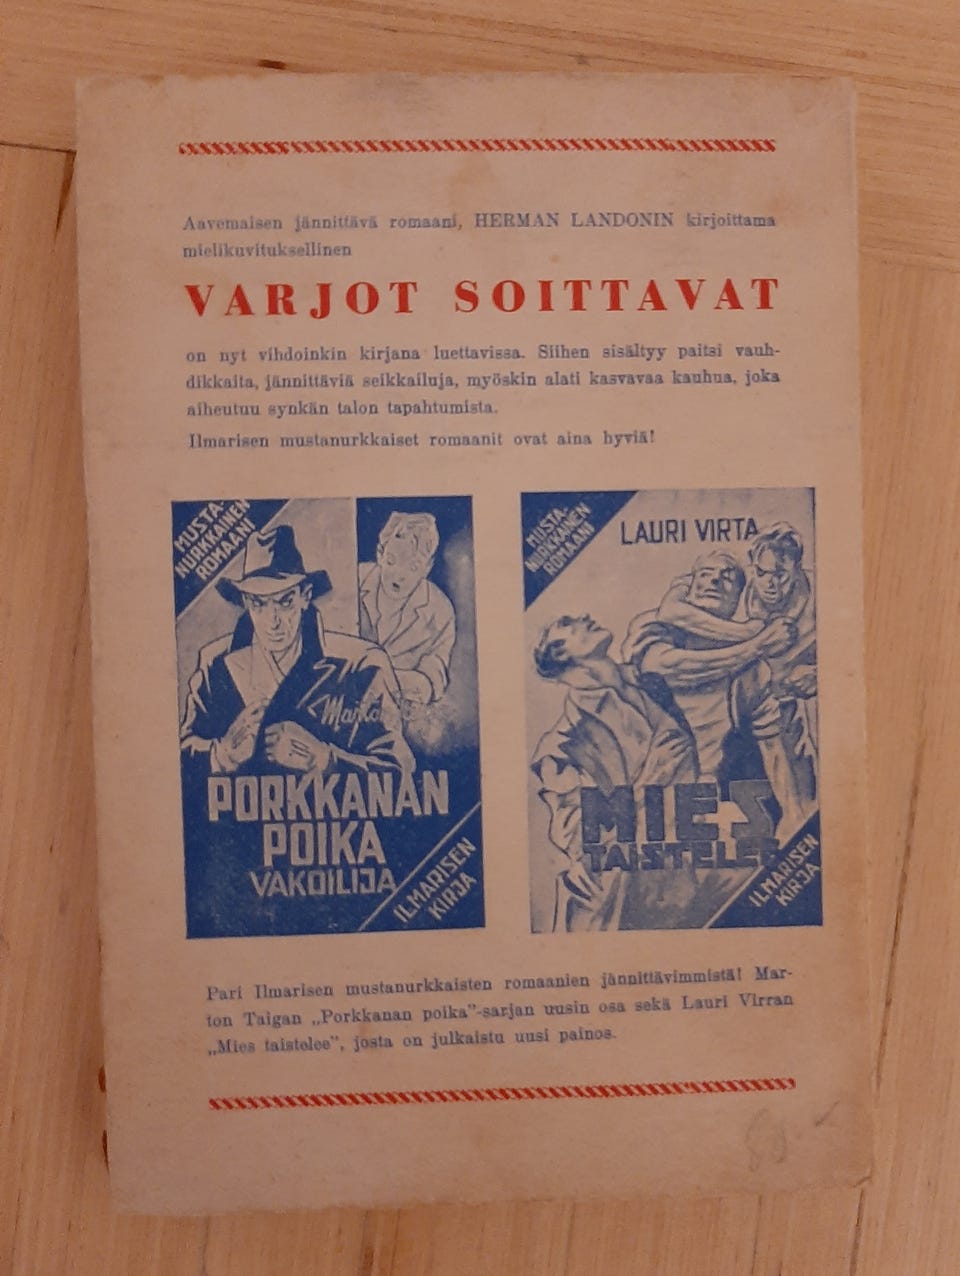 Aavemaisen jännittävä romaani, HERMAN LANDONIN kirjoittama
mielikuvituksellinen
VARJOT SOITTAVAT
on nyt vihdoinkin kirjana luettavissa. Siihen sisältyy paitsi vauh-
dikkaita, jännittäviä seikkailuja, myöskin alati kasvavaa kauhua, joka
aiheutuu synkän talon tapahtumista.
Ilmarisen mustanurkkaiset romaanit ovat aina hyviä!
MUSTA-
NURKKAINEN
ROMAANI
PORKKANAN
POIKA
VAKOILIJA
ILMARISEN
KIRJA
MUSTA-
NURKKAINEN
ROMAANI
LAURI VIRTA
MIES
TAISTELEE
ILMARISEN
KIRJA
Pari Ilmarisen mustanurkkaisten romaanien jännittävimmistä! Mar-
ton Taigan „Porkkanan poika”-sarjan uusin osa sekä Lauri Virran
„Mies taistelee”, josta on julkaistu uusi painos.